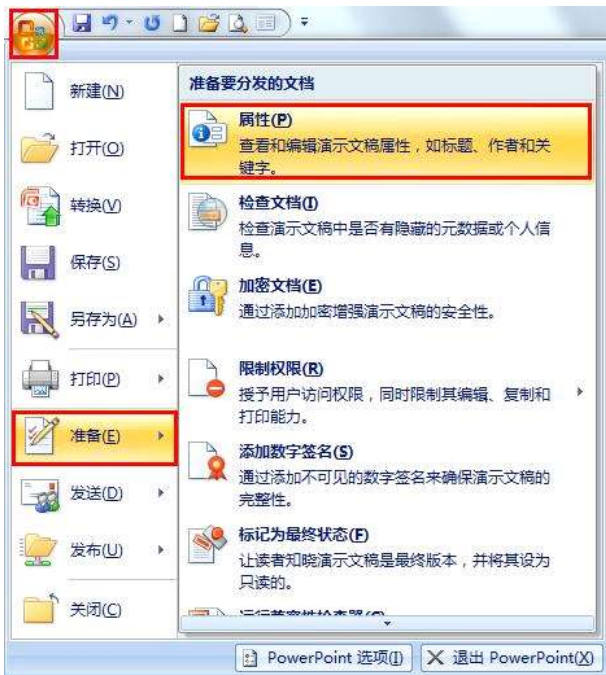 新建(N)
打开(O)
转换(V)
保存(S)
另存为(A)
打印(P)
准备(E)
发送(D)
发布(U)
关闭(C)
准备要分发的文档
属性(P)
查看和编辑演示文稿属性，如标题、作者和关
键字。
检查文档(I)
检查演示文稿中是否有隐藏的元数据或个人信
息。
加密文档(E)
通过添加加密增强演示文稿的安全性。
限制权限(R)
授予用户访问权限，同时限制其编辑、复制和
打印能力。
添加数字签名(S)
通过添加不可见的数字签名来确保演示文稿的
完整性。
标记为最终状态(F)
让读者知晓演示文稿是最终版本，并将其设为
只读的。
PowerPoint 选项(I)
退出 PowerPoint(X)